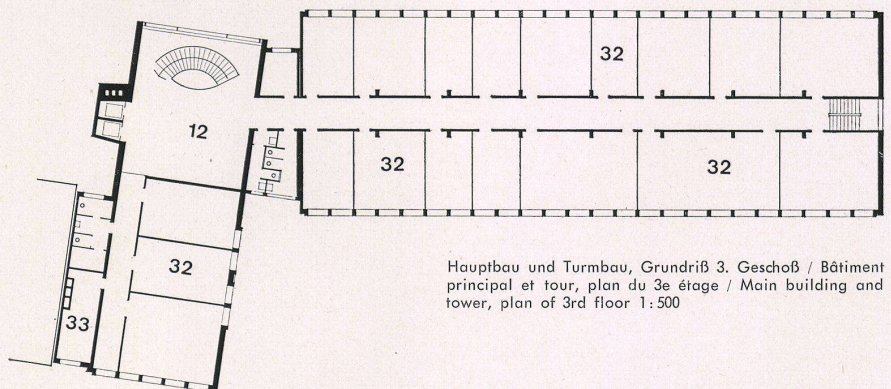 32
12
32
32
32
33
Hauptbau und Turmbau, Grundriß 3. Geschoß / Bâtiment
principal et tour, plan du 3e étage / Main building and
tower, plan of 3rd floor 1:500